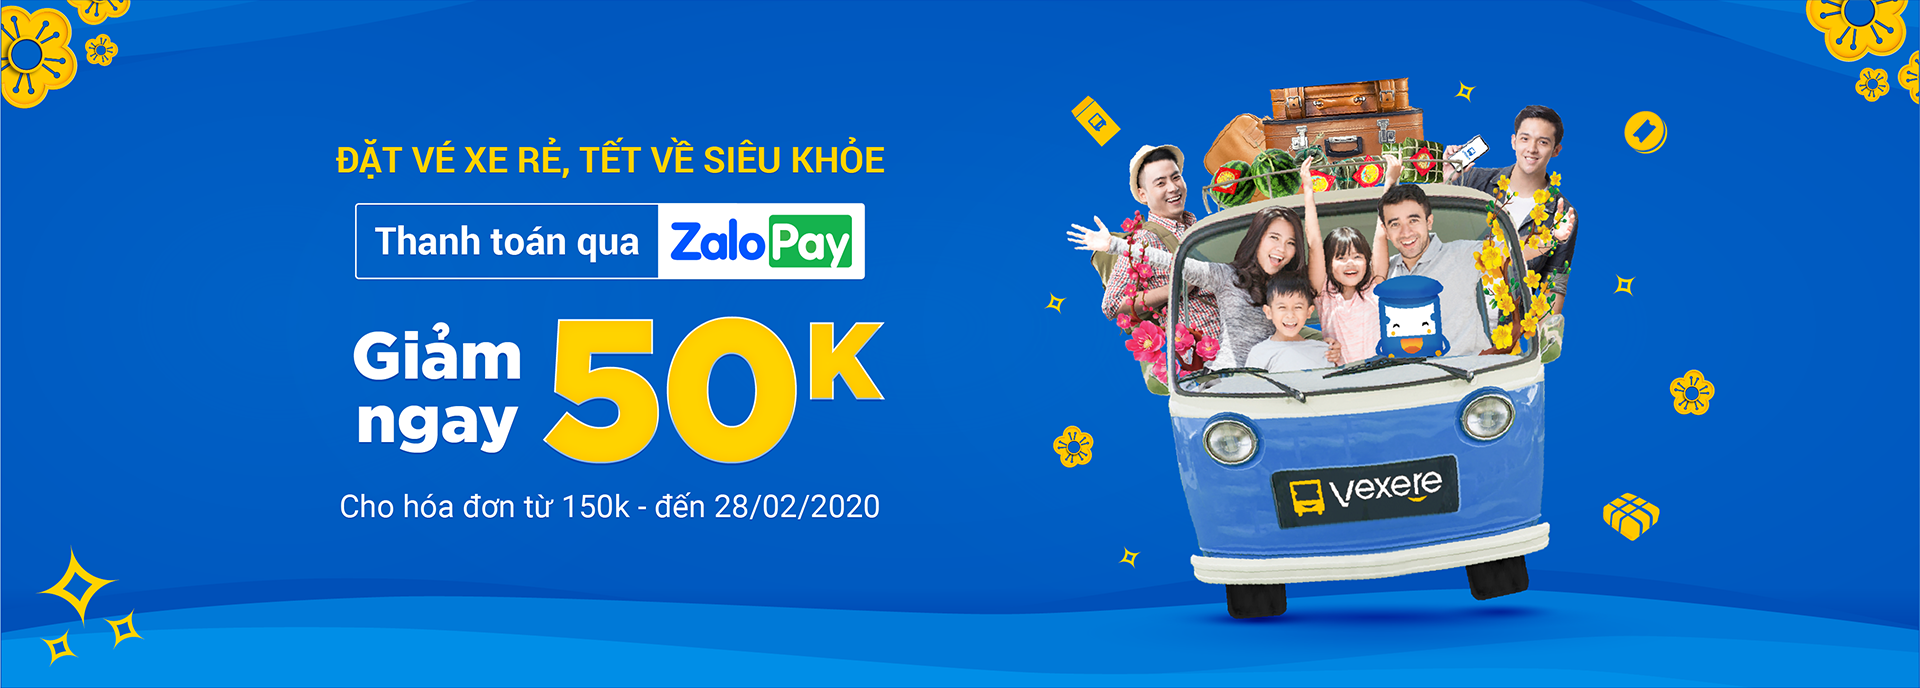 ĐẶT VÉ XE RẺ, TẾT VỀ SIÊU KHỎE
Thanh toán qua ZaloPay
Giảm ngay 50K
Cho hóa đơn từ 150k - đến 28/02/2020
Vexere